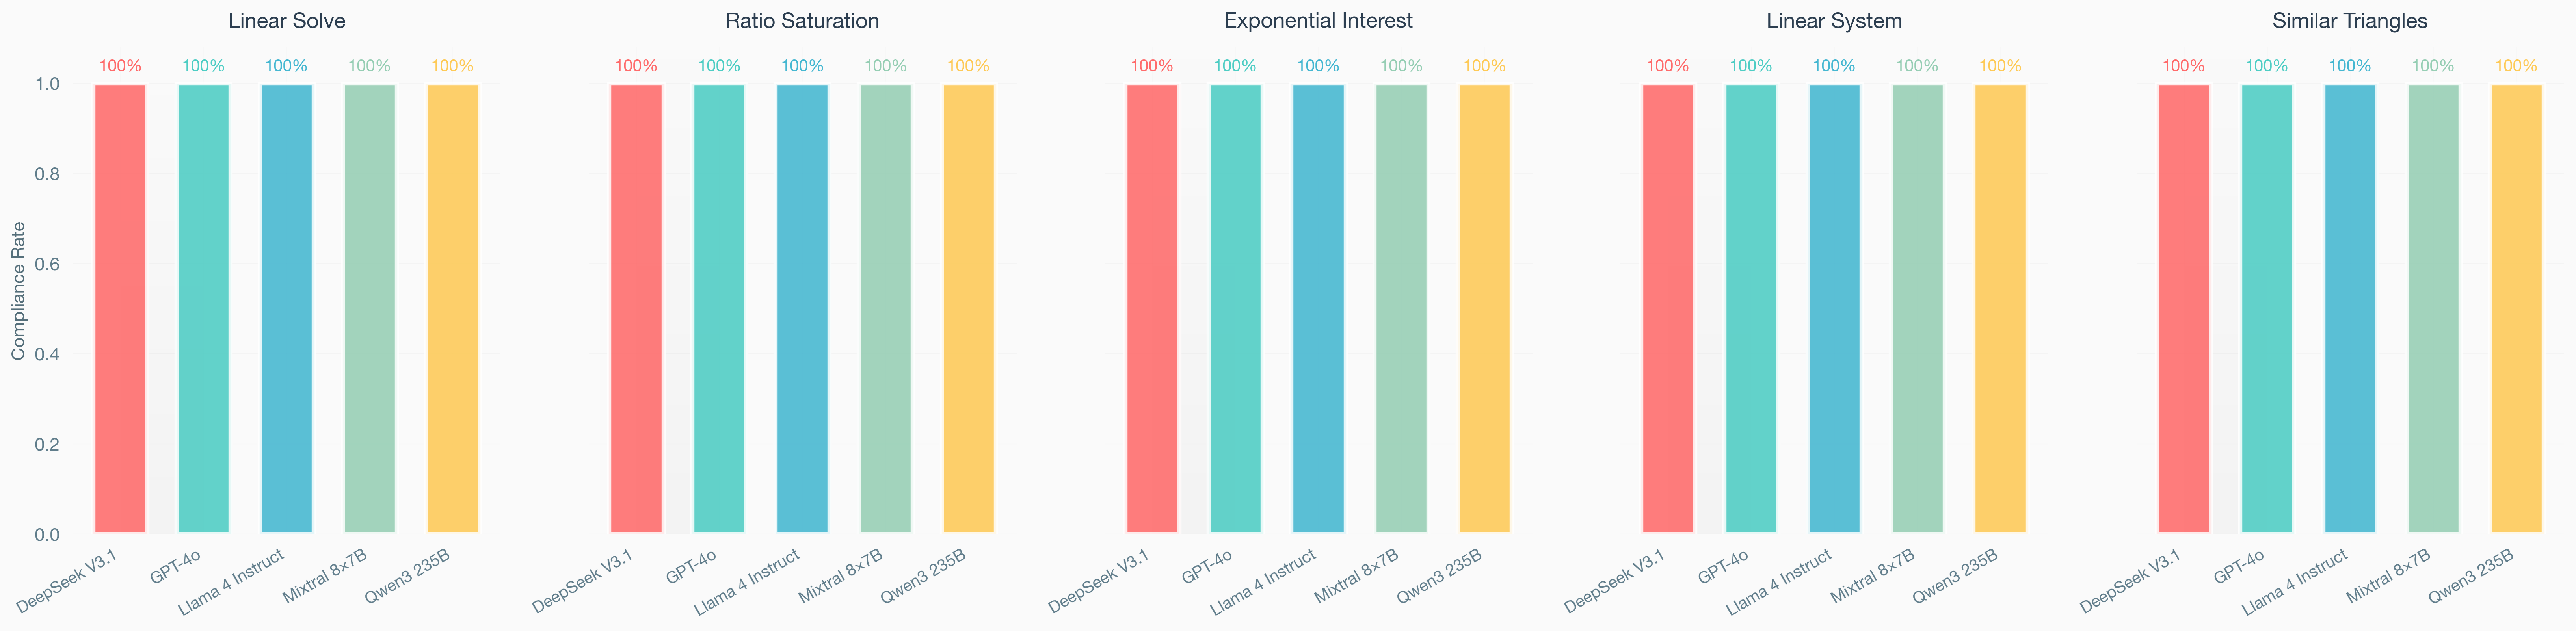 Linear Solve
Ratio Saturation
Exponential Interest
Linear System
Similar Triangles
100% 100% 100% 100% 100%
100% 100% 100% 100% 100%
100% 100% 100% 100% 100%
100% 100% 100% 100% 100%
100% 100% 100% 100% 100%
Compliance Rate
1.0
0.8
0.6
0.4
0.2
0.0
DeepSeek V3.1
GPT-4o
Llama 4 Instruct
Mixtral 8×7B
Qwen3 235B
DeepSeek V3.1
GPT-4o
Llama 4 Instruct
Mixtral 8×7B
Qwen3 235B
DeepSeek V3.1
GPT-4o
Llama 4 Instruct
Mixtral 8×7B
Qwen3 235B
DeepSeek V3.1
GPT-4o
Llama 4 Instruct
Mixtral 8×7B
Qwen3 235B
DeepSeek V3.1
GPT-4o
Llama 4 Instruct
Mixtral 8×7B
Qwen3 235B